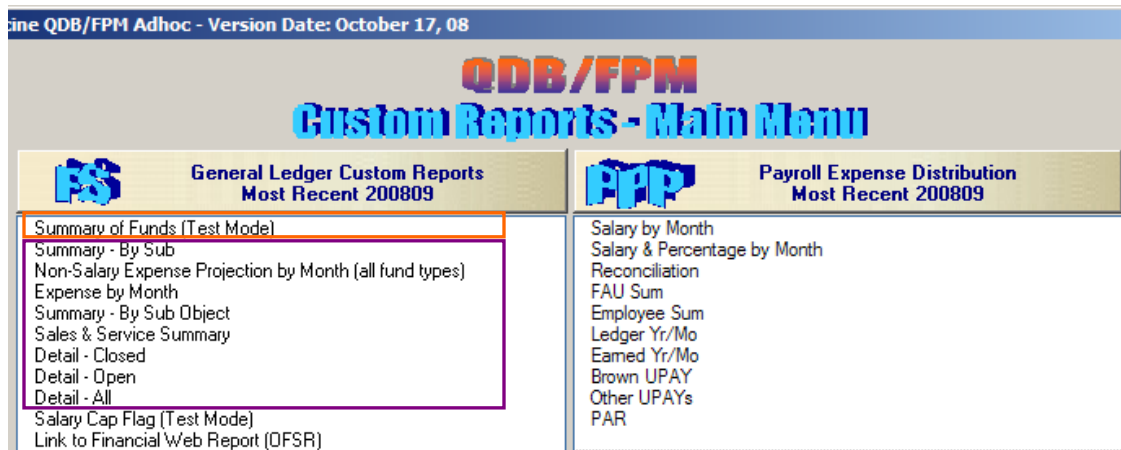 cine QDB/FPM Adhoc - Version Date: October 17, 08
QDB/FPM
Custom Reports - Main Menu
FS
General Ledger Custom Reports
Most Recent 200809
Summary of Funds (Test Mode)
Summary - By Sub
Non-Salary Expense Projection by Month (all fund types)
Expense by Month
Summary - By Sub Object
Sales & Service Summary
Detail - Closed
Detail - Open
Detail - All
Salary Cap Flag (Test Mode)
Link to Financial Web Report (OFSR)
PPP
Payroll Expense Distribution
Most Recent 200809
Salary by Month
Salary & Percentage by Month
Reconciliation
FAU Sum
Employee Sum
Ledger Yr/Mo
Earned Yr/Mo
Brown UPAY
Other UPAYs
PAR